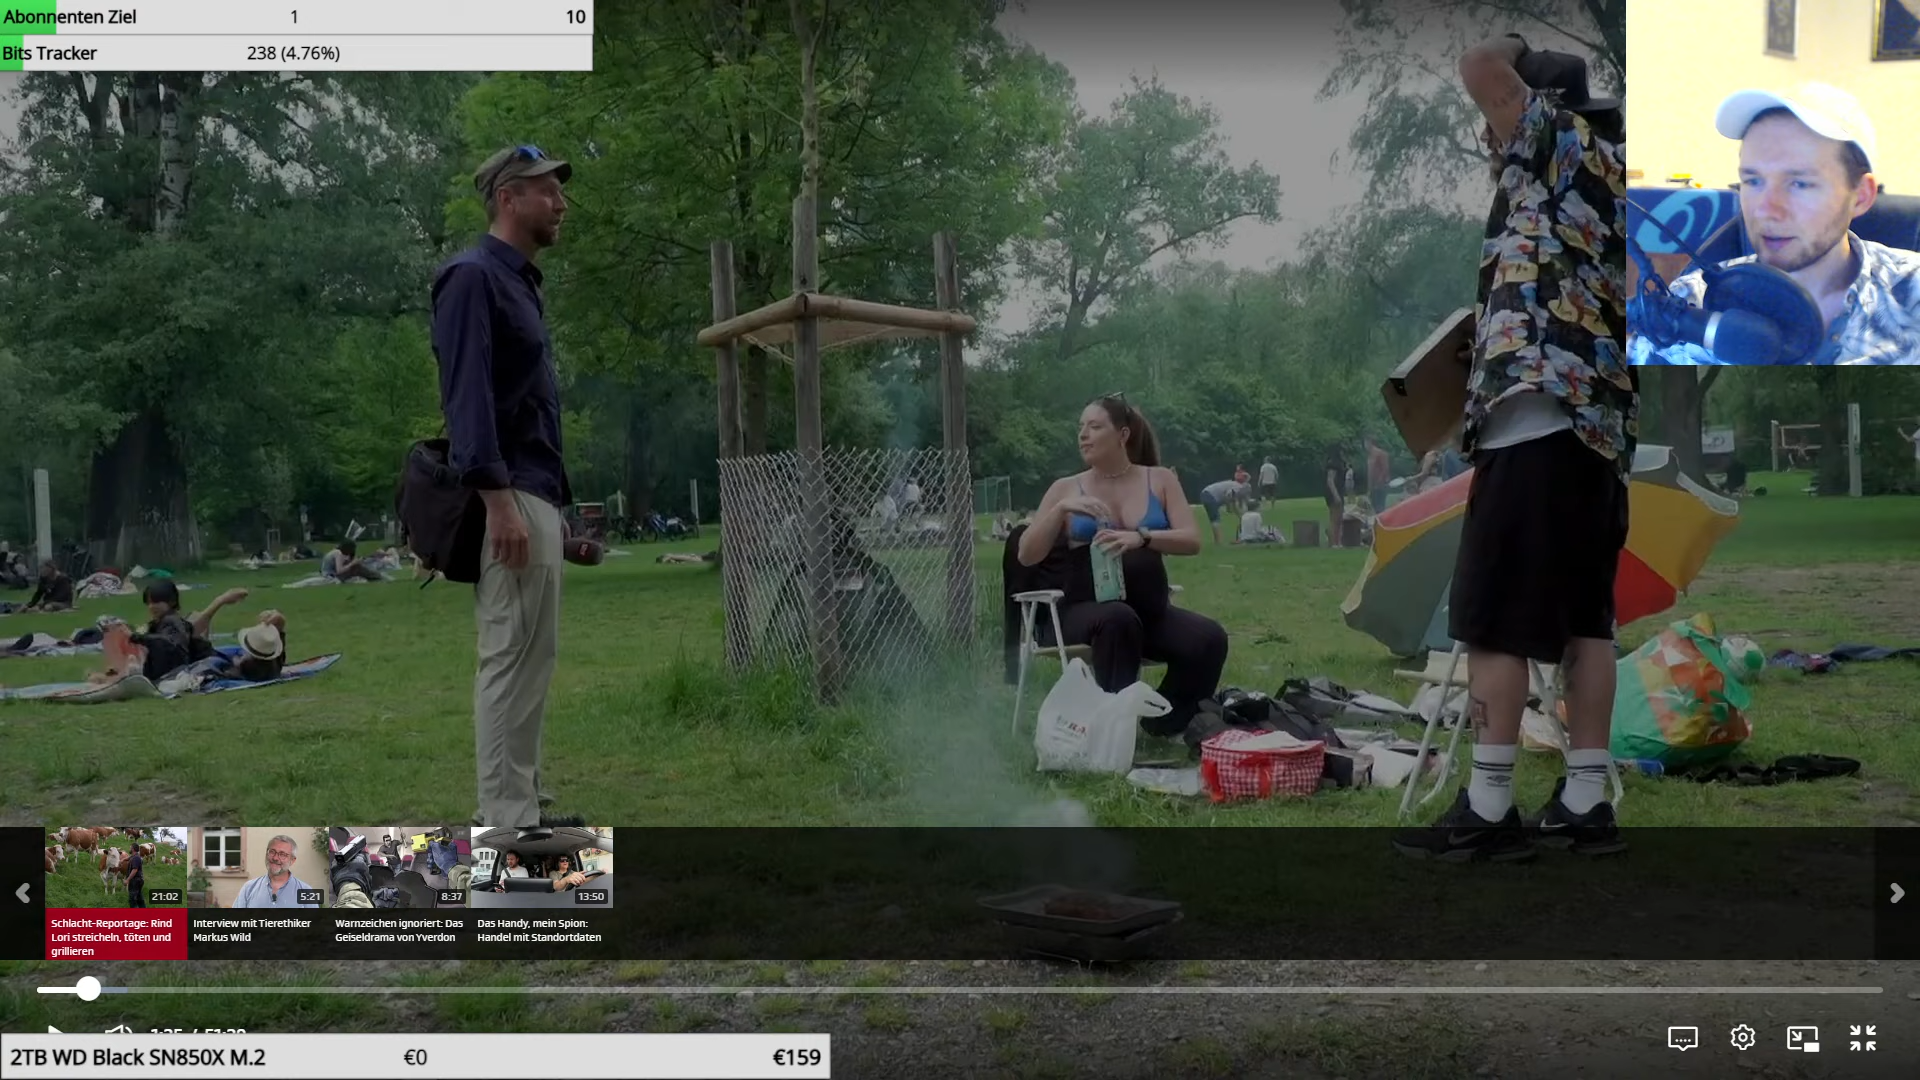 Abonnenten Ziel 1 10
Bits Tracker 238 (4.76%)
21:02
5:21
8:37
13:50
Schlacht-Reportage: Rind
Lori streicheln, töten und
grillieren
Interview mit Tierethiker
Markus Wild
Warnzeichen ignoriert: Das
Geiseldrama von Yverdon
Das Handy, mein Spion:
Handel mit Standortdaten
2TB WD Black SN850X M.2 €0 €159